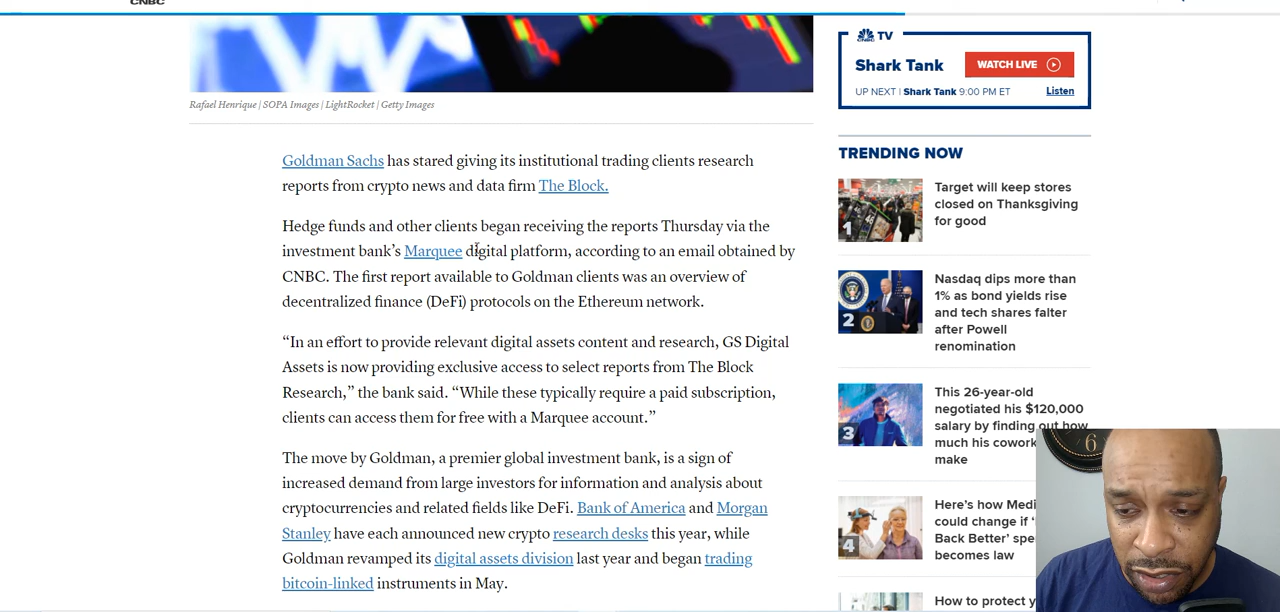 CNBC
TV
Shark Tank
WATCH LIVE
UP NEXT | Shark Tank 9:00 PM ET
Listen
Rafael Henrique | SOPA Images | LightRocket | Getty Images
Goldman Sachs has stared giving its institutional trading clients research
reports from crypto news and data firm The Block.
Hedge funds and other clients began receiving the reports Thursday via the
investment bank’s Marquee digital platform, according to an email obtained by
CNBC. The first report available to Goldman clients was an overview of
decentralized finance (DeFi) protocols on the Ethereum network.
“In an effort to provide relevant digital assets content and research, GS Digital
Assets is now providing exclusive access to select reports from The Block
Research,” the bank said. “While these typically require a paid subscription,
clients can access them for free with a Marquee account.”
The move by Goldman, a premier global investment bank, is a sign of
increased demand from large investors for information and analysis about
cryptocurrencies and related fields like DeFi. Bank of America and Morgan
Stanley have each announced new crypto research desks this year, while
Goldman revamped its digital assets division last year and began trading
bitcoin-linked instruments in May.
TRENDING NOW
1
Target will keep stores
closed on Thanksgiving
for good
2
Nasdaq dips more than
1% as bond yields rise
and tech shares falter
after Powell
renomination
3
This 26-year-old
negotiated his $120,000
salary by finding out how
much his cowork
make
4
Here’s how Medi
could change if ‘
Back Better’ spe
becomes law
How to protect y
6